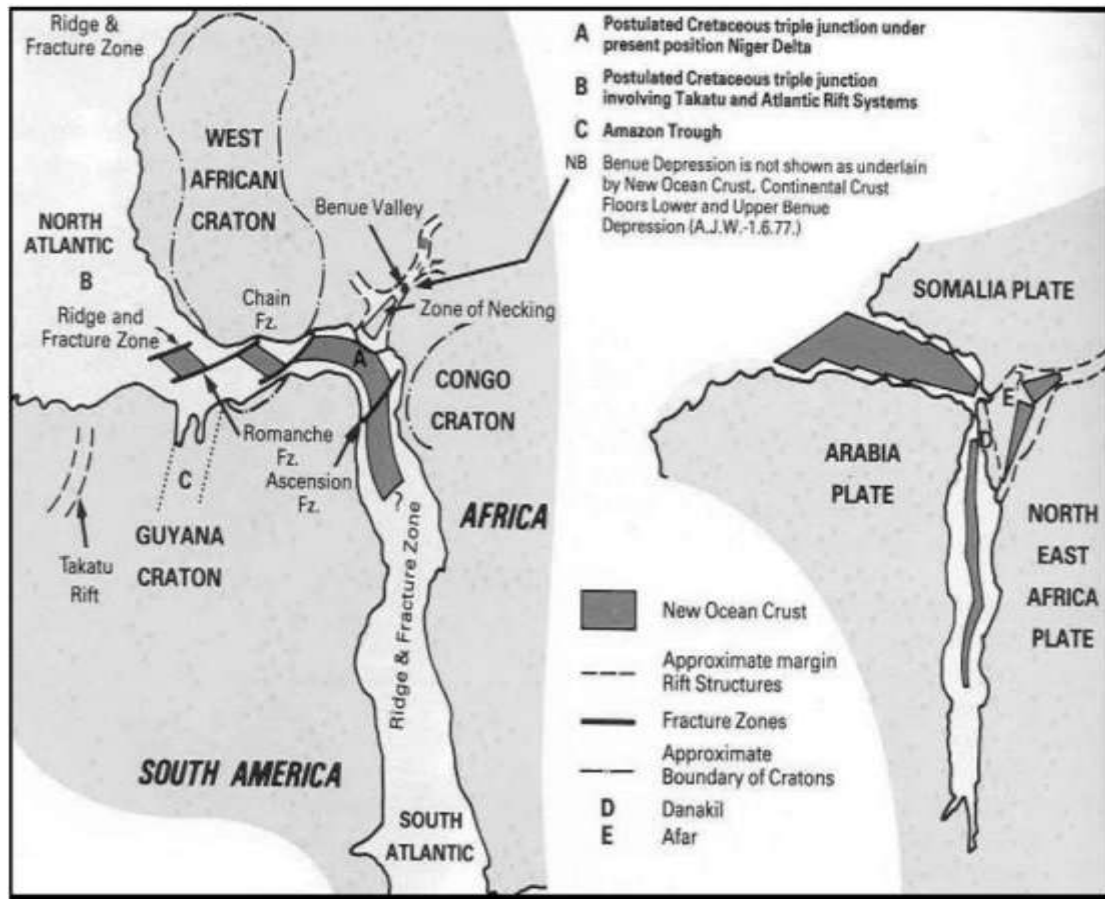 Ridge &
Fracture Zone
WEST
AFRICAN
CRATON
NORTH
ATLANTIC
B
Ridge and
Fracture Zone
Chain
Fz.
Benue Valley
Zone of Necking
A
CONGO
CRATON
Romanche
Fz.
Ascension
Fz.
C
GUYANA
CRATON
Takatu
Rift
AFRICA
?
Ridge & Fracture Zone
SOUTH AMERICA
SOUTH
ATLANTIC
A Postulated Cretaceous triple junction under
present position Niger Delta
B Postulated Cretaceous triple junction
involving Takatu and Atlantic Rift Systems
C Amazon Trough
NB Benue Depression is not shown as underlain
by New Ocean Crust, Continental Crust
Floors Lower and Upper Benue
Depression (A.J.W.-1.6.77.)
SOMALIA PLATE
E
D
ARABIA
PLATE
NORTH
EAST
AFRICA
PLATE
New Ocean Crust
Approximate margin
Rift Structures
Fracture Zones
Approximate
Boundary of Cratons
D Danakil
E Afar